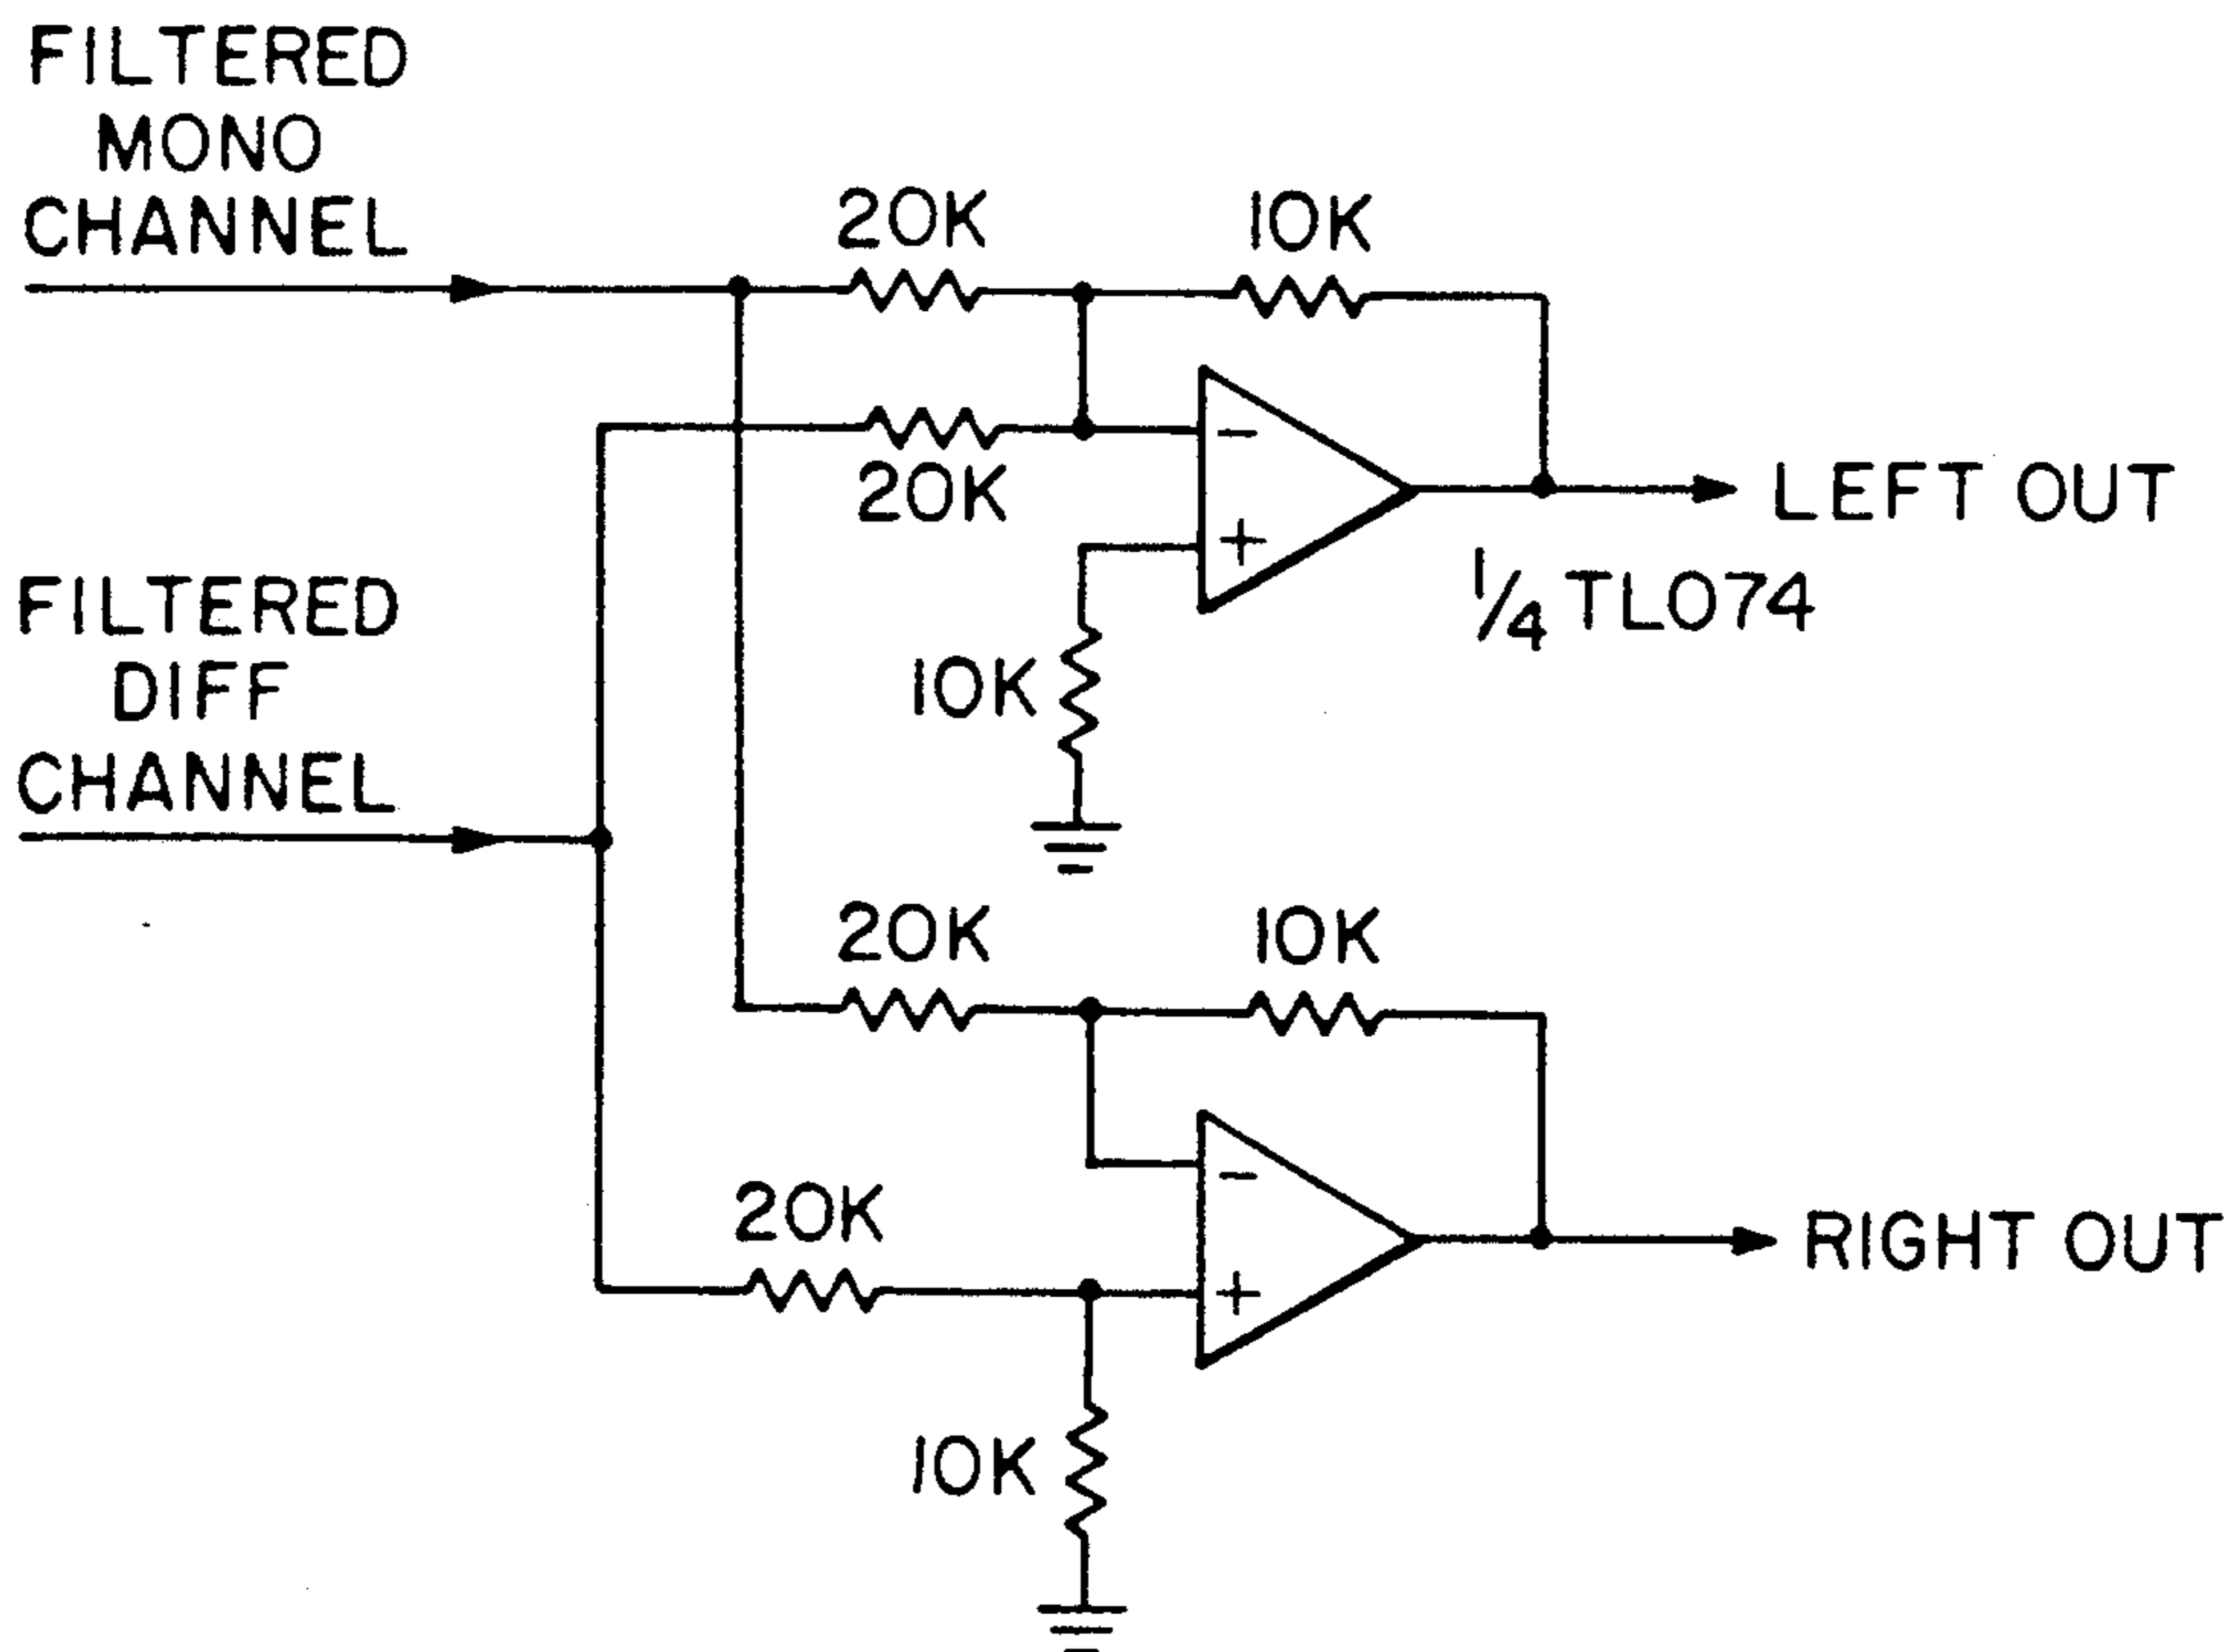 FILTERED
MONO
CHANNEL
20K
10K
20K
-
+
LEFT OUT
1/4 TL074
10K
FILTERED
DIFF
CHANNEL
20K
10K
-
20K
+
RIGHT OUT
10K